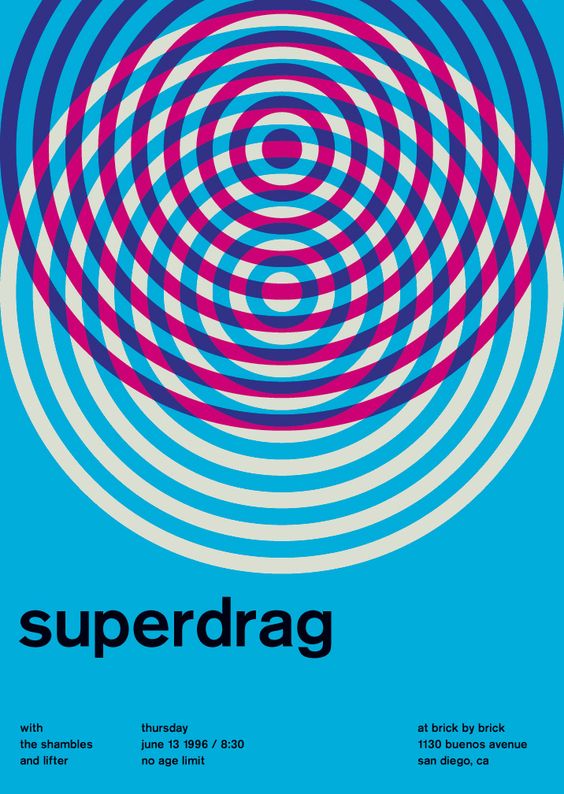 superdrag
with
the shambles
and lifter
thursday
june 13 1996 / 8:30
no age limit
at brick by brick
1130 buenos avenue
san diego, ca